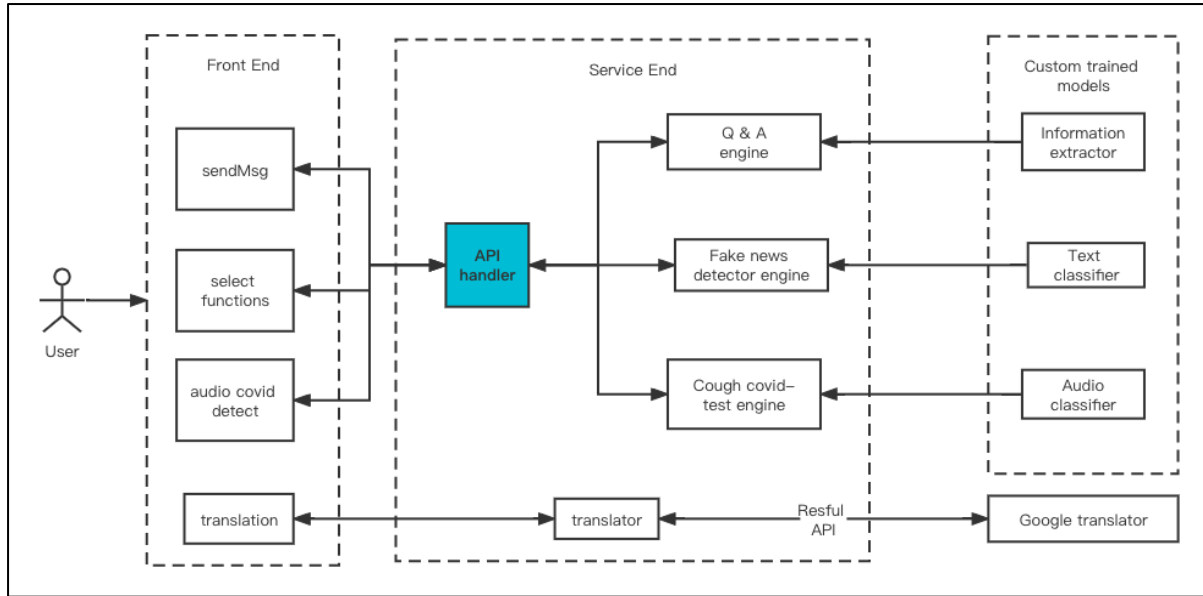 Front End
sendMsg
select
functions
audio covid
detect
translation
User
Service End
API
handler
Q & A
engine
Fake news
detector engine
Cough covid-
test engine
translator
Resful
API
Custom trained
models
Information
extractor
Text
classifier
Audio
classifier
Google translator